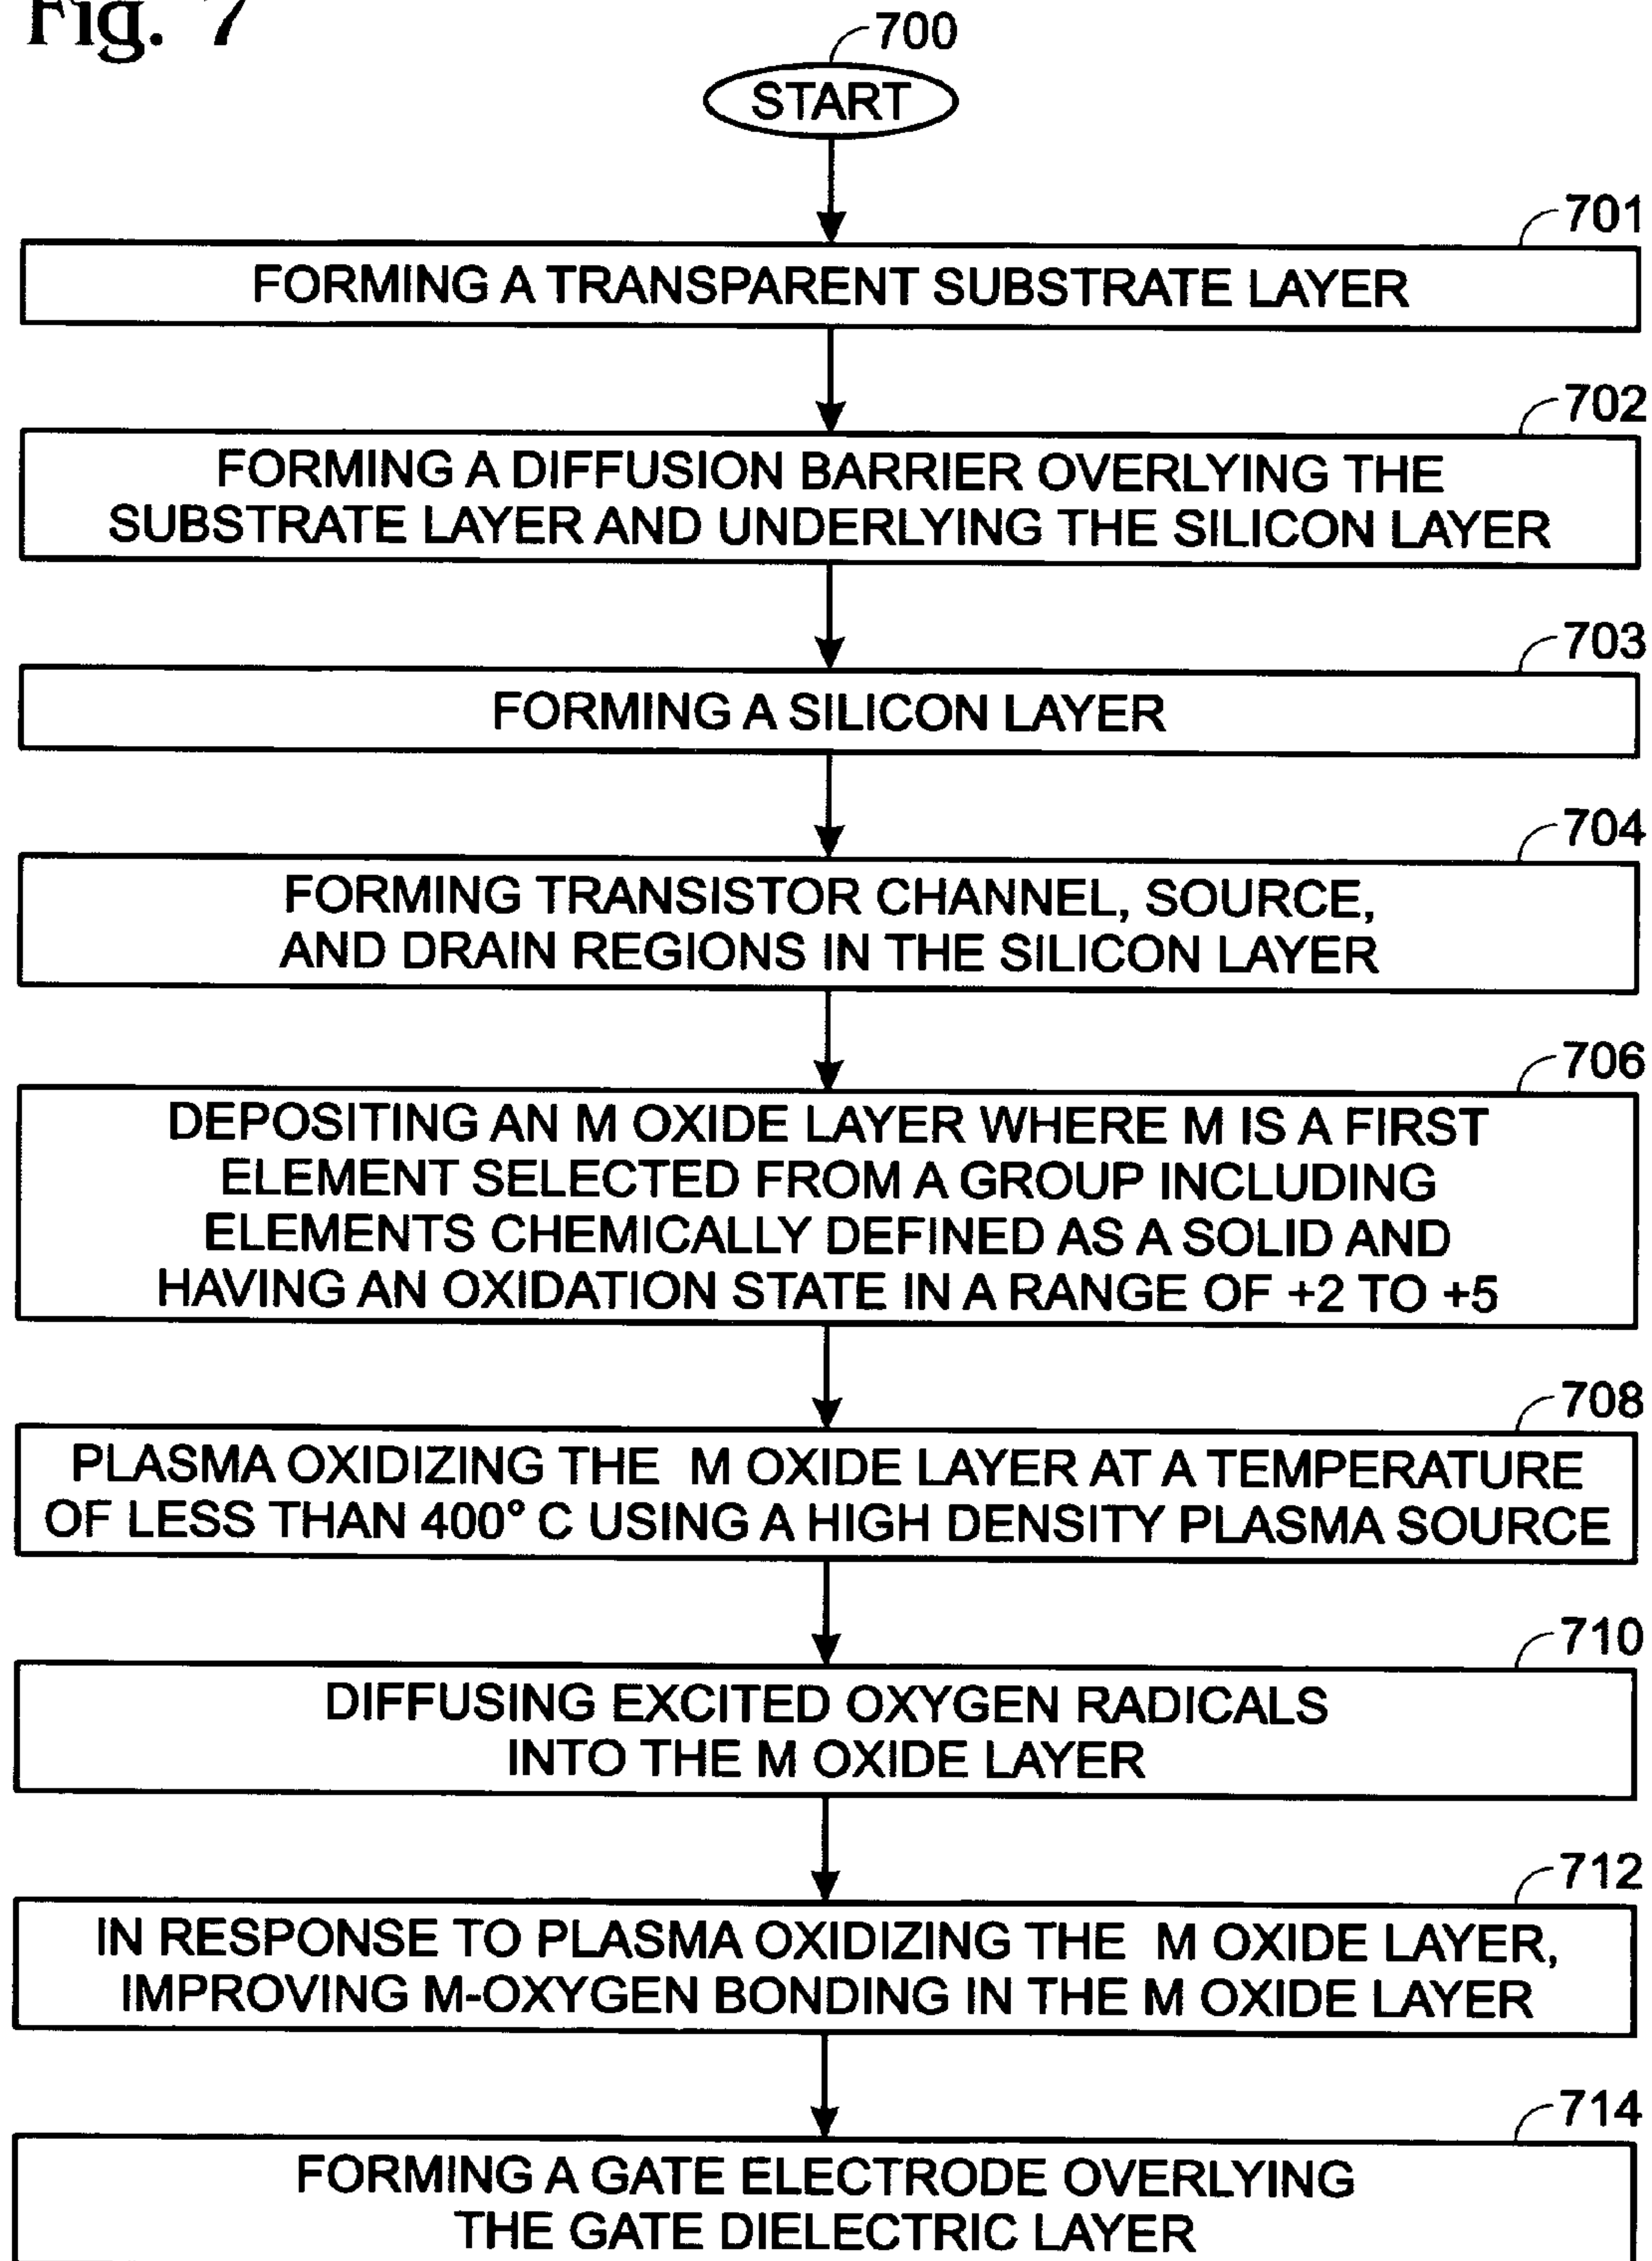 Fig. 7
700
START
701
FORMING A TRANSPARENT SUBSTRATE LAYER
702
FORMING A DIFFUSION BARRIER OVERLYING THE
SUBSTRATE LAYER AND UNDERLYING THE SILICON LAYER
703
FORMING A SILICON LAYER
704
FORMING TRANSISTOR CHANNEL, SOURCE,
AND DRAIN REGIONS IN THE SILICON LAYER
706
DEPOSITING AN M OXIDE LAYER WHERE M IS A FIRST
ELEMENT SELECTED FROM A GROUP INCLUDING
ELEMENTS CHEMICALLY DEFINED AS A SOLID AND
HAVING AN OXIDATION STATE IN A RANGE OF +2 TO +5
708
PLASMA OXIDIZING THE M OXIDE LAYER AT A TEMPERATURE
OF LESS THAN 400° C USING A HIGH DENSITY PLASMA SOURCE
710
DIFFUSING EXCITED OXYGEN RADICALS
INTO THE M OXIDE LAYER
712
IN RESPONSE TO PLASMA OXIDIZING THE M OXIDE LAYER,
IMPROVING M-OXYGEN BONDING IN THE M OXIDE LAYER
714
FORMING A GATE ELECTRODE OVERLYING
THE GATE DIELECTRIC LAYER